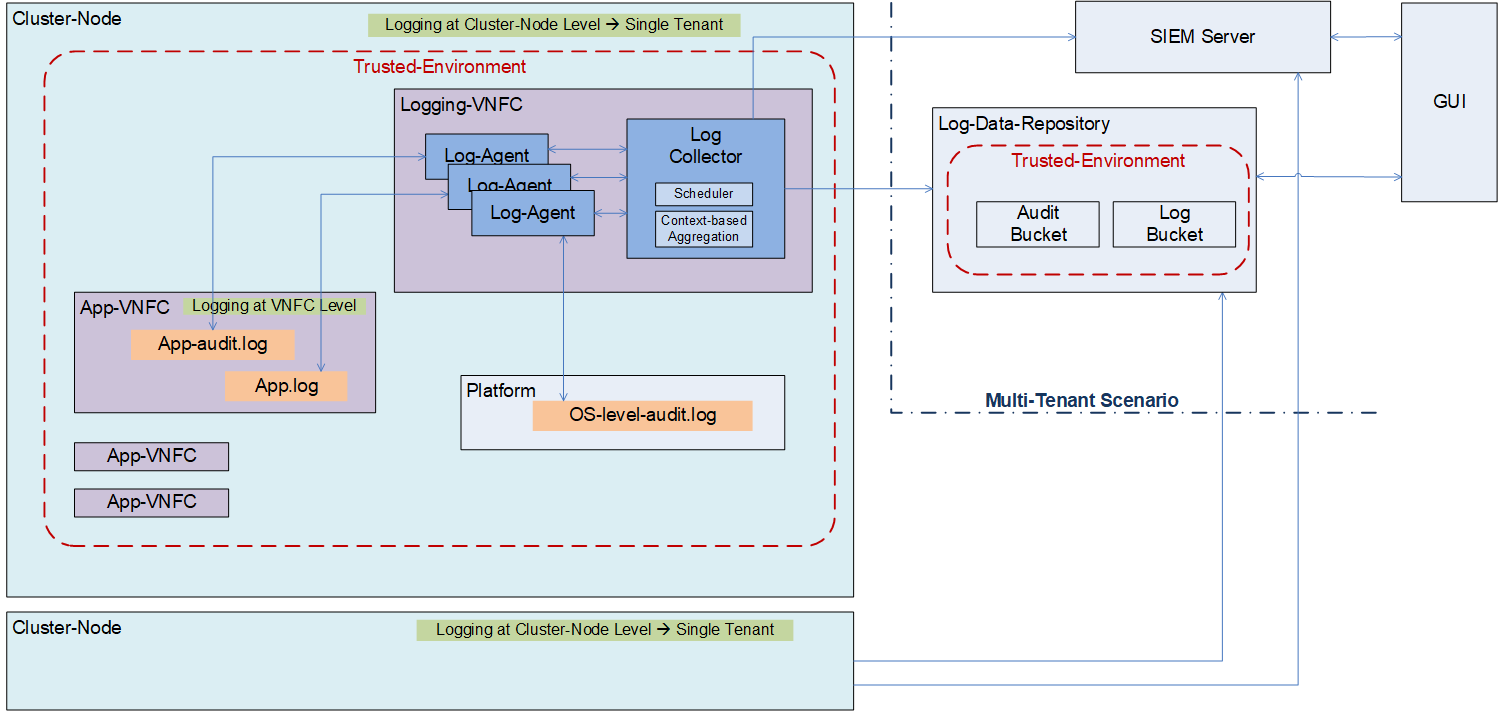 Cluster-Node
Logging at Cluster-Node Level → Single Tenant
Trusted-Environment
Logging-VNFC
Log-Agent
Log-Agent
Log-Agent
Log
Collector
Scheduler
Context-based
Aggregation
App-VNFC
Logging at VNFC Level
App-audit.log
App.log
Platform
OS-level-audit.log
App-VNFC
App-VNFC
SIEM Server
GUI
Log-Data-Repository
Trusted-Environment
Audit
Bucket
Log
Bucket
Multi-Tenant Scenario
Cluster-Node
Logging at Cluster-Node Level → Single Tenant